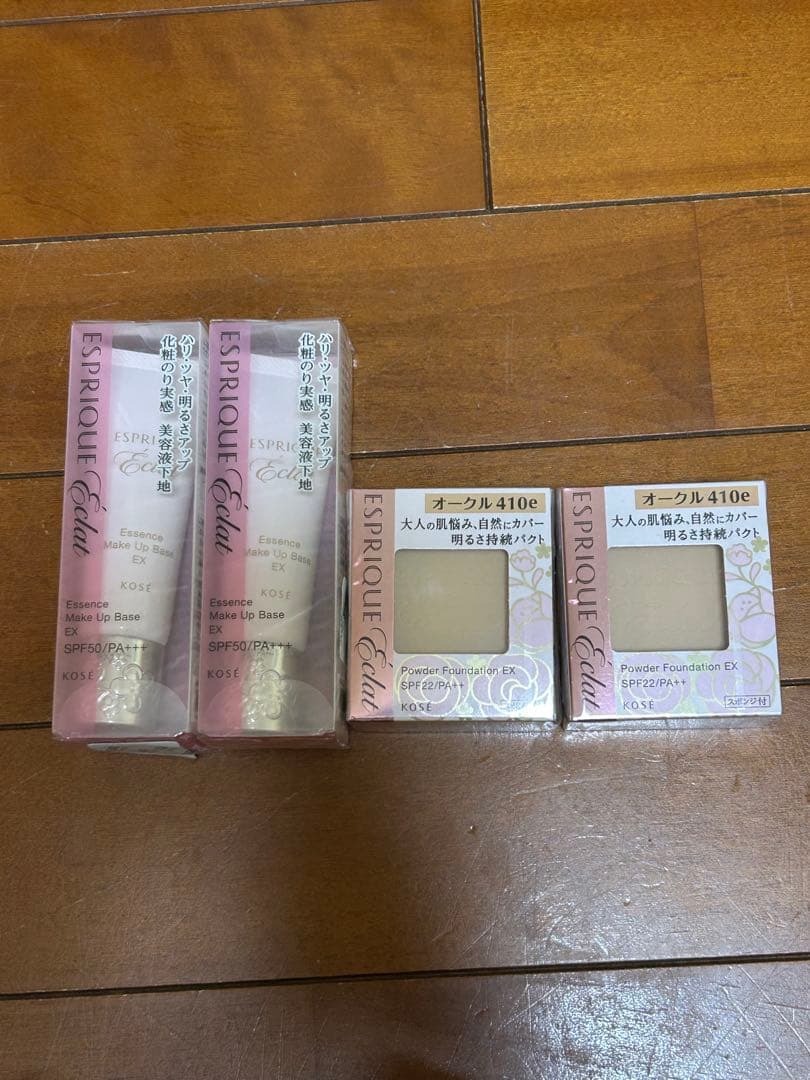 ESPRIQUE Éclat
ハリ・ツヤ・明るさアップ
化粧のり実感 美容液下地
ESPRIQUE
Éclat
Essence
Make Up Base
EX
KOSÉ
Essence
Make Up Base
EX
SPF50/PA+++
KOSÉ
ESPRIQUE Éclat
ハリ・ツヤ・明るさアップ
化粧のり実感 美容液下地
ESPRIQUE
Éclat
Essence
Make Up Base
EX
KOSÉ
Essence
Make Up Base
EX
SPF50/PA+++
KOSÉ
ESPRIQUE Éclat
オークル 410e
大人の肌悩み、自然にカバー
明るさ持続パクト
Powder Foundation EX
SPF22/PA++
KOSÉ
ESPRIQUE Éclat
オークル 410e
大人の肌悩み、自然にカバー
明るさ持続パクト
Powder Foundation EX
SPF22/PA++
KOSÉ
スポンジ付